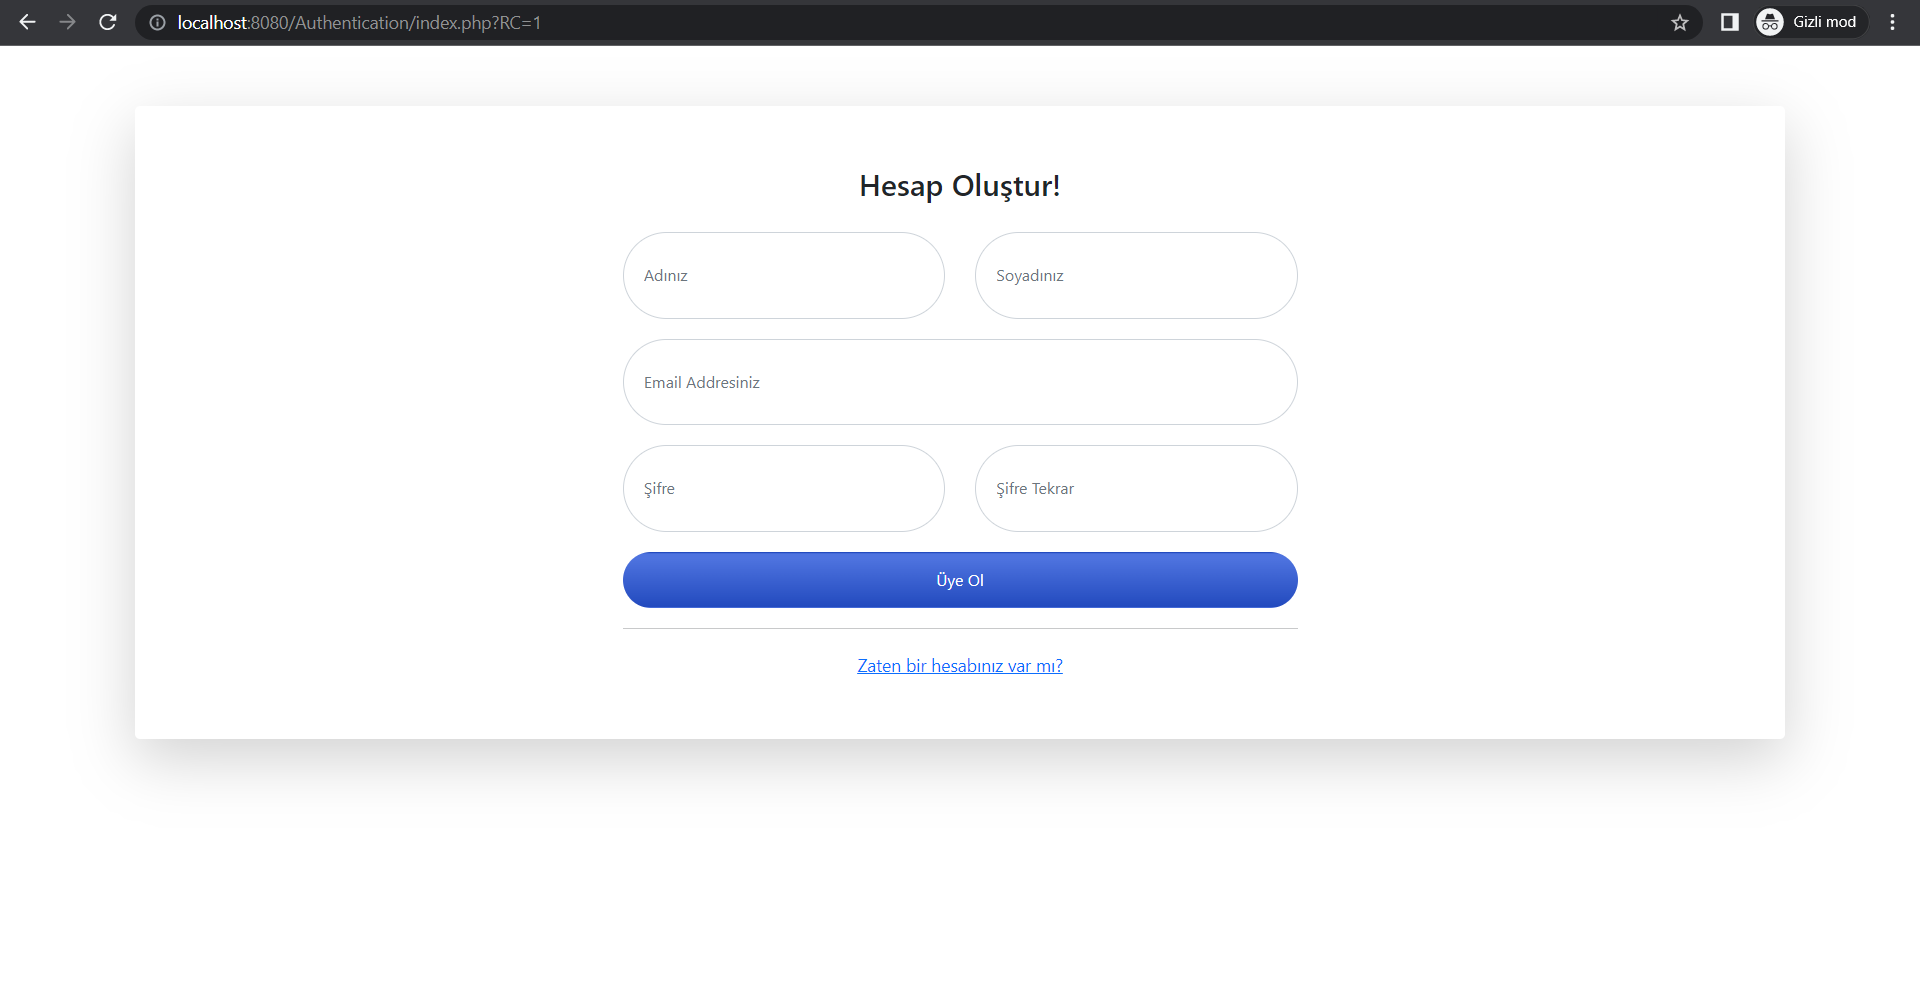 localhost:8080/Authentication/index.php?RC=1
Gizli mod
Hesap Oluştur!
Adınız
Soyadınız
Email Addresiniz
Şifre
Şifre Tekrar
Üye Ol
Zaten bir hesabınız var mı?